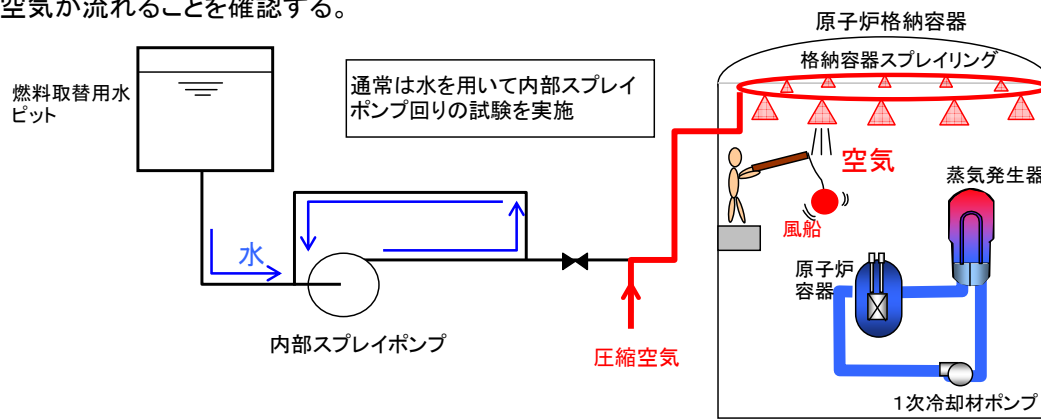 空気が流れることを確認する。
原子炉格納容器
格納容器スプレイリング
燃料取替用水
ピット
通常は水を用いて内部スプレイ
ポンプ回りの試験を実施
空気
蒸気発生器
風船
水
原子炉
容器
内部スプレイポンプ
圧縮空気
1次冷却材ポンプ